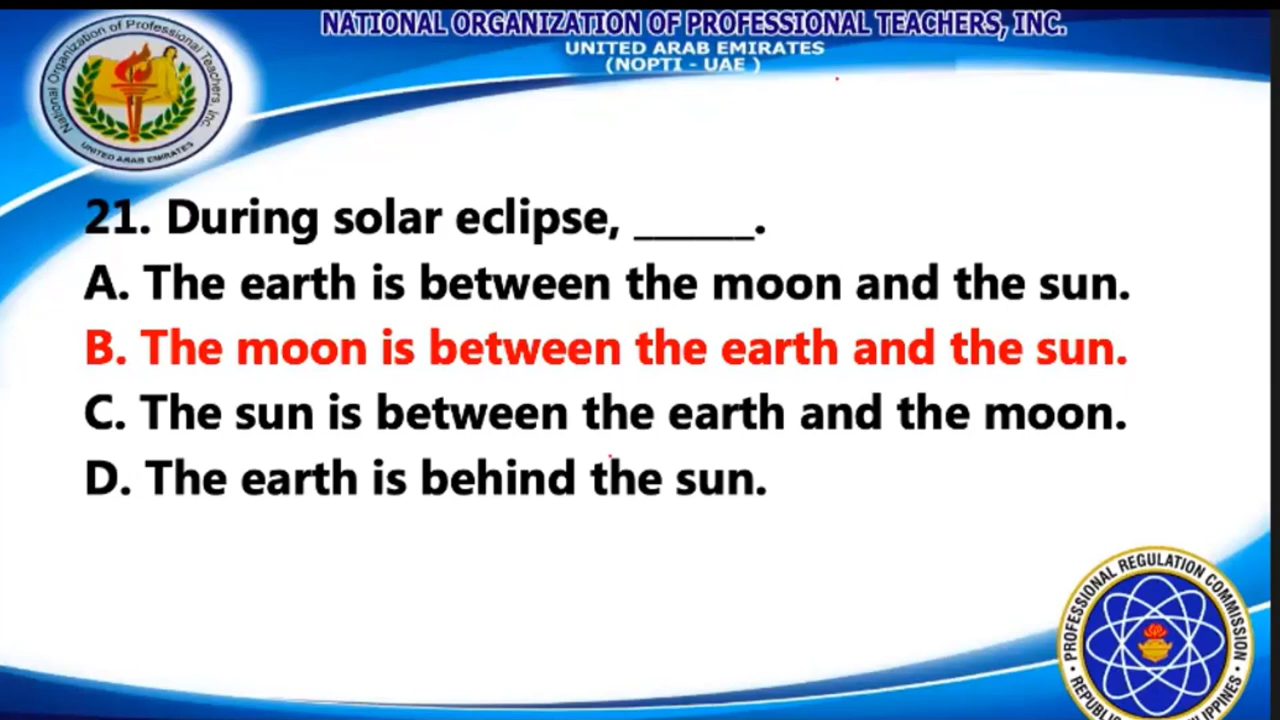 NATIONAL ORGANIZATION OF PROFESSIONAL TEACHERS, INC.
UNITED ARAB EMIRATES
(NOPTI - UAE )
National Organization of Professional Teachers, Inc.
UNITED ARAB EMIRATES
21. During solar eclipse, ______.
A. The earth is between the moon and the sun.
B. The moon is between the earth and the sun.
C. The sun is between the earth and the moon.
D. The earth is behind the sun.
PROFESSIONAL REGULATION COMMISSION